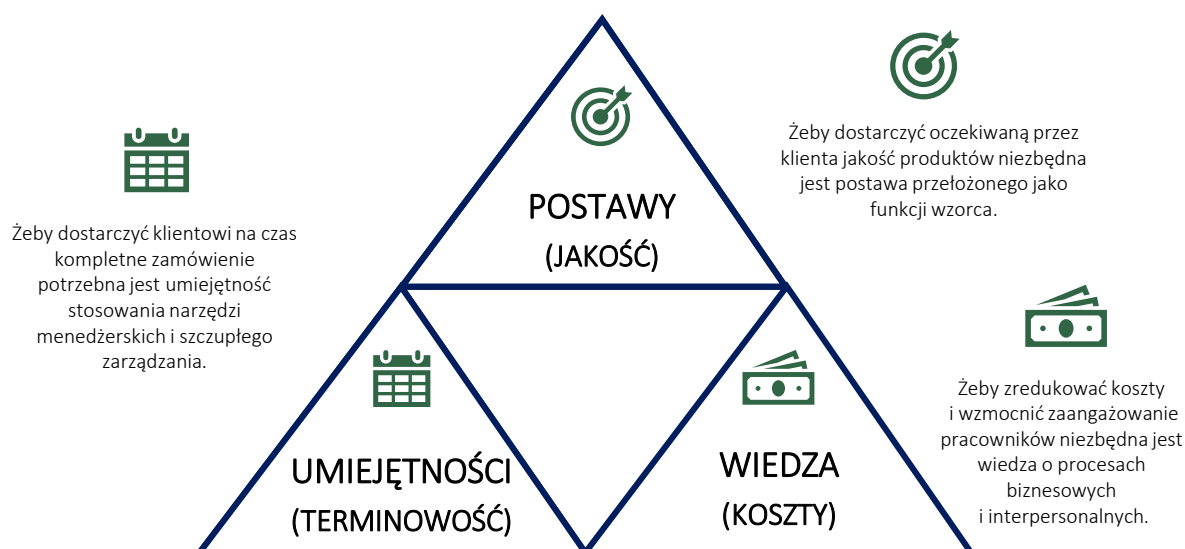 Żeby dostarczyć klientowi na czas
kompletne zamówienie
potrzebna jest umiejętność
stosowania narzędzi
menedżerskich i szczupłego
zarządzania.
POSTAWY
(JAKOŚĆ)
Żeby dostarczyć oczekiwaną przez
klienta jakość produktów niezbędna
jest postawa przełożonego jako
funkcji wzorca.
UMIEJĘTNOŚCI
(TERMINOWOŚĆ)
WIEDZA
(KOSZTY)
Żeby zredukować koszty
i wzmocnić zaangażowanie
pracowników niezbędna jest
wiedza o procesach
biznesowych
i interpersonalnych.